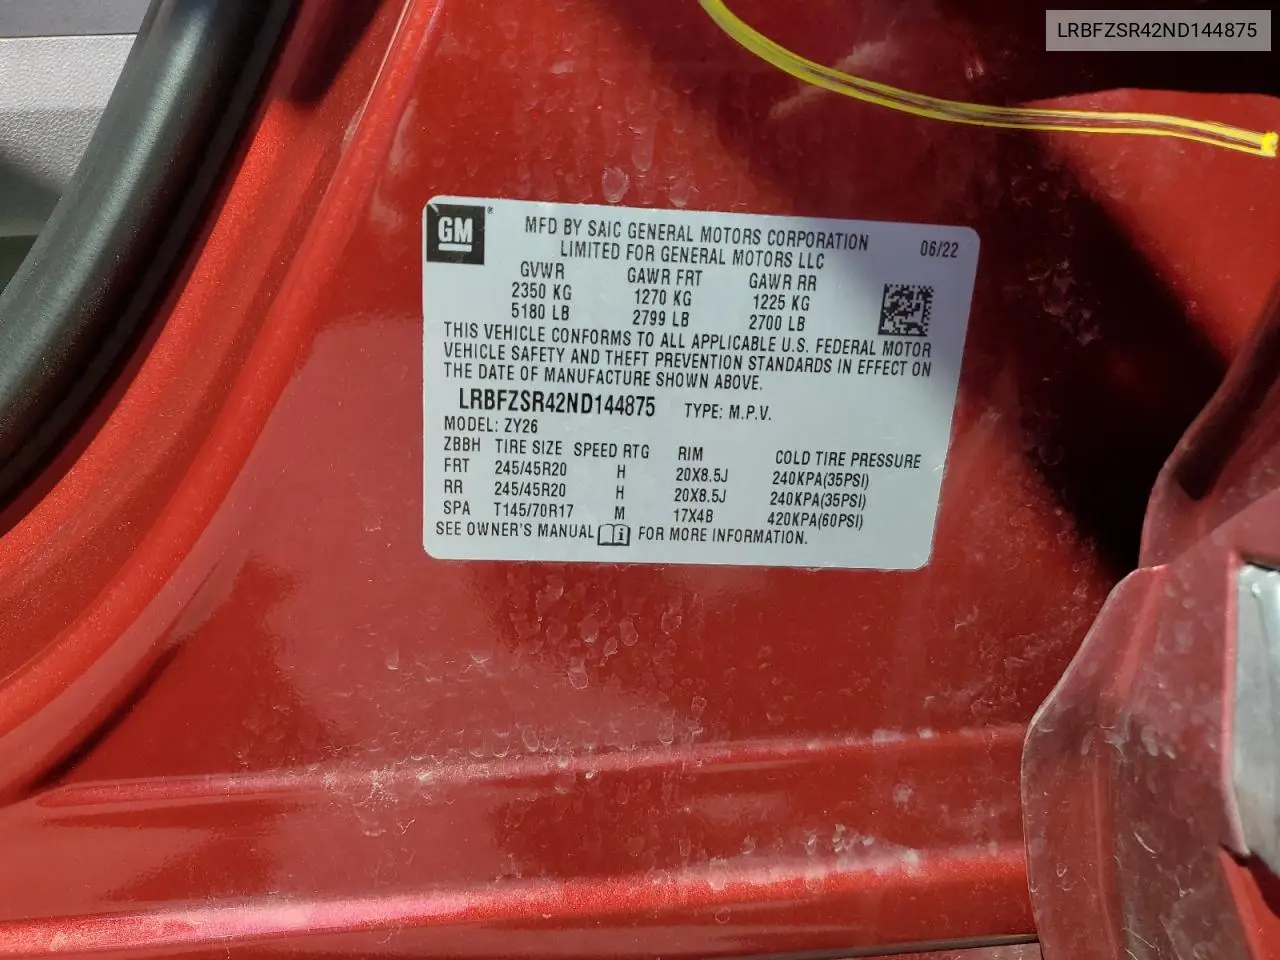 LRBFZSR42ND144875
GM ®
MFD BY SAIC GENERAL MOTORS CORPORATION 06/22
LIMITED FOR GENERAL MOTORS LLC
GVWR GAWR FRT GAWR RR
2350 KG 1270 KG 1225 KG
5180 LB 2799 LB 2700 LB
THIS VEHICLE CONFORMS TO ALL APPLICABLE U.S. FEDERAL MOTOR
VEHICLE SAFETY AND THEFT PREVENTION STANDARDS IN EFFECT ON
THE DATE OF MANUFACTURE SHOWN ABOVE.
LRBFZSR42ND144875 TYPE: M.P.V.
MODEL: ZY26
ZBBH TIRE SIZE SPEED RTG RIM COLD TIRE PRESSURE
FRT 245/45R20 H 20X8.5J 240KPA(35PSI)
RR 245/45R20 H 20X8.5J 240KPA(35PSI)
SPA T145/70R17 M 17X4B 420KPA(60PSI)
SEE OWNER'S MANUAL i FOR MORE INFORMATION.